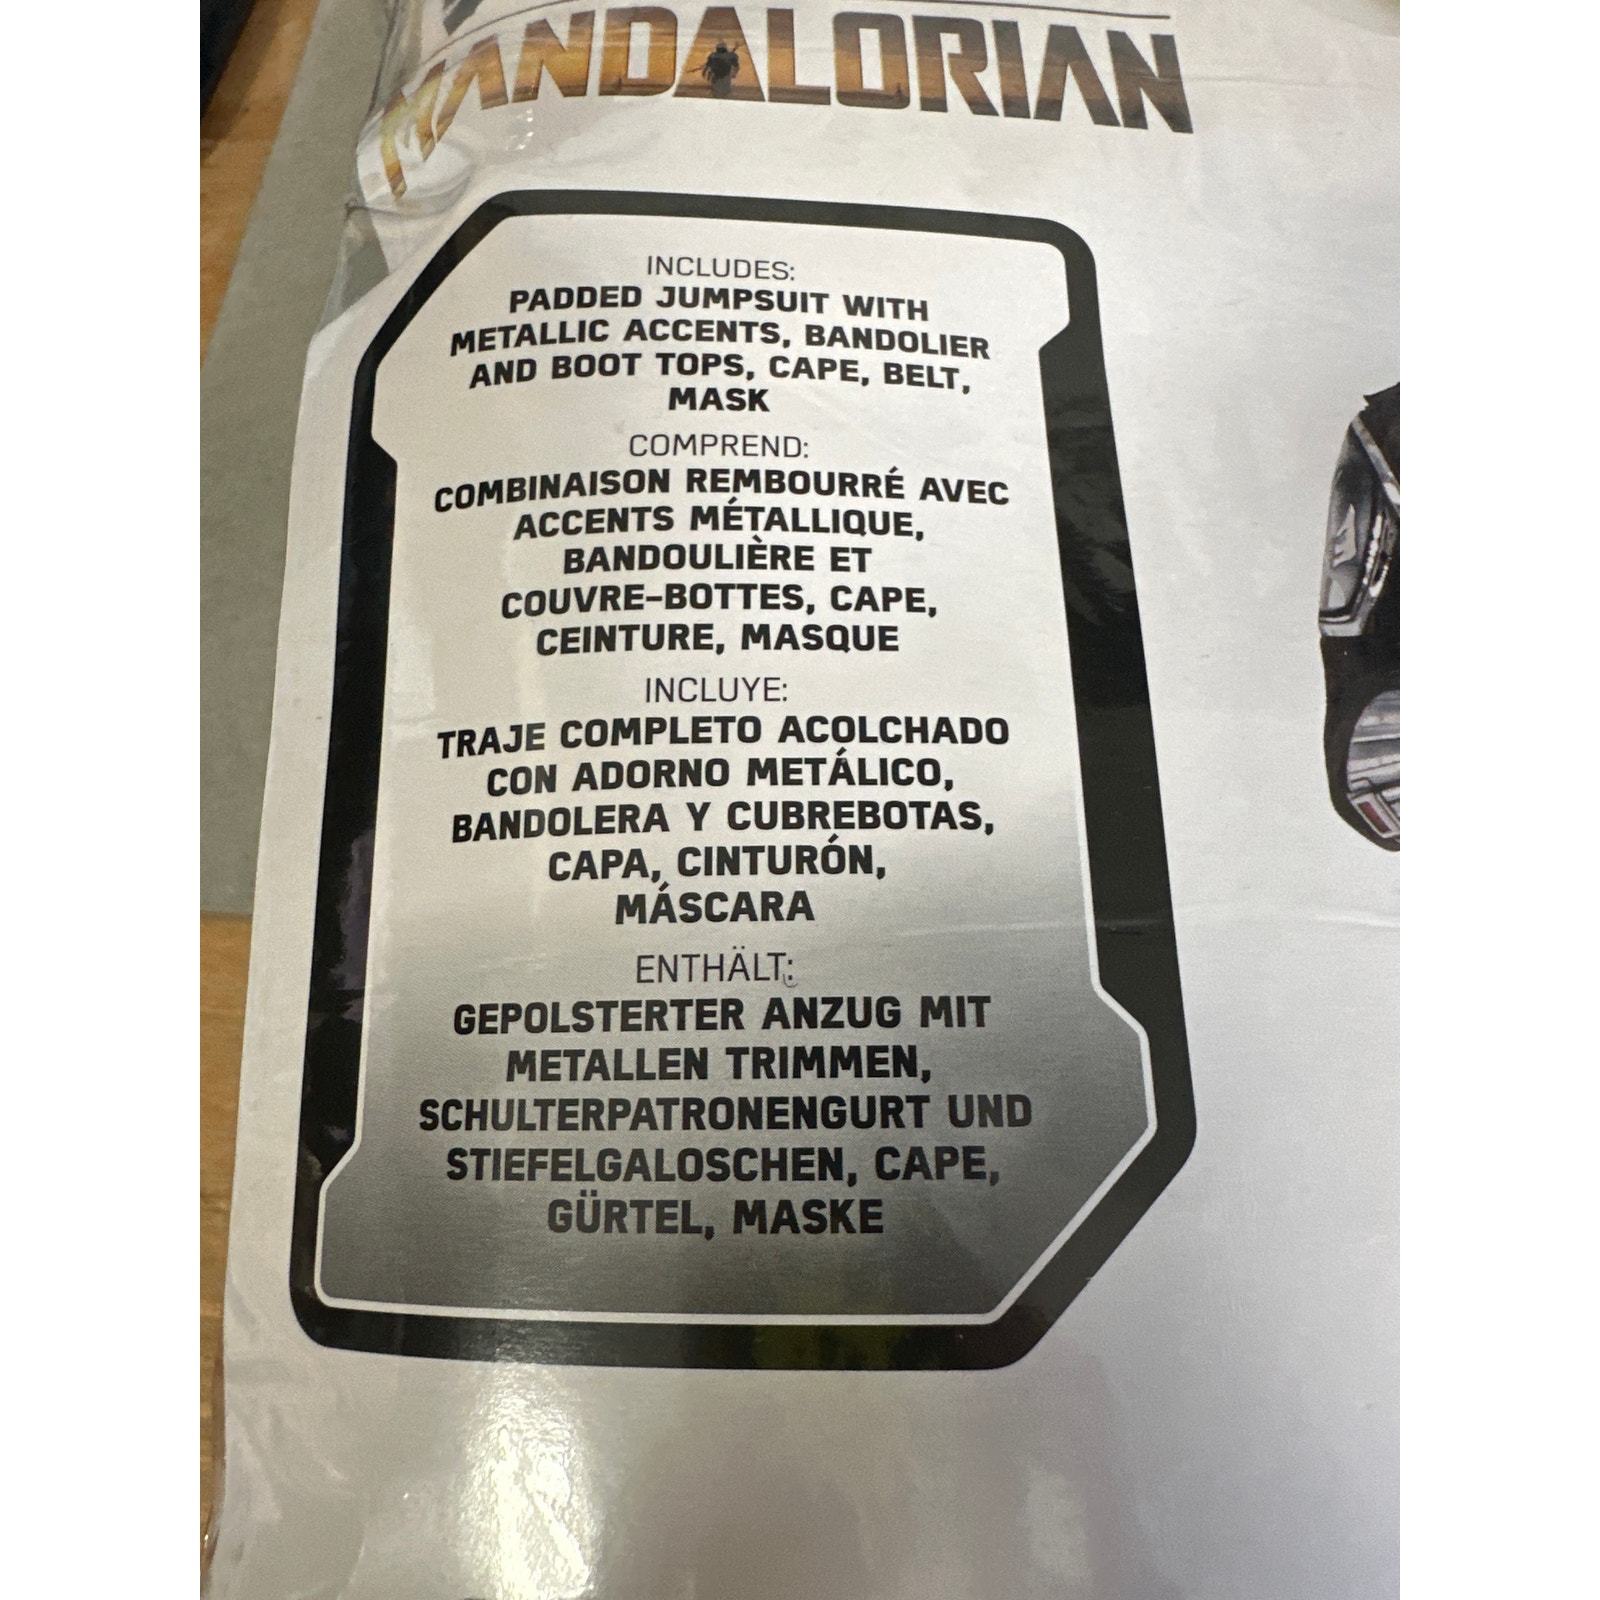 MANDALORIAN
INCLUDES:
PADDED JUMPSUIT WITH
METALLIC ACCENTS, BANDOLIER
AND BOOT TOPS, CAPE, BELT,
MASK
COMPREND:
COMBINAISON REMBOURRÉ AVEC
ACCENTS MÉTALLIQUE,
BANDOULIÈRE ET
COUVRE-BOTTES, CAPE,
CEINTURE, MASQUE
INCLUYE:
TRAJE COMPLETO ACOLCHADO
CON ADORNO METÁLICO,
BANDOLERA Y CUBREBOTAS,
CAPA, CINTURÓN,
MÁSCARA
ENTHÄLT:
GEPOLSTERTER ANZUG MIT
METALLEN TRIMMEN,
SCHULTERPATRONENGURT UND
STIEFELGALOSCHEN, CAPE,
GÜRTEL, MASKE